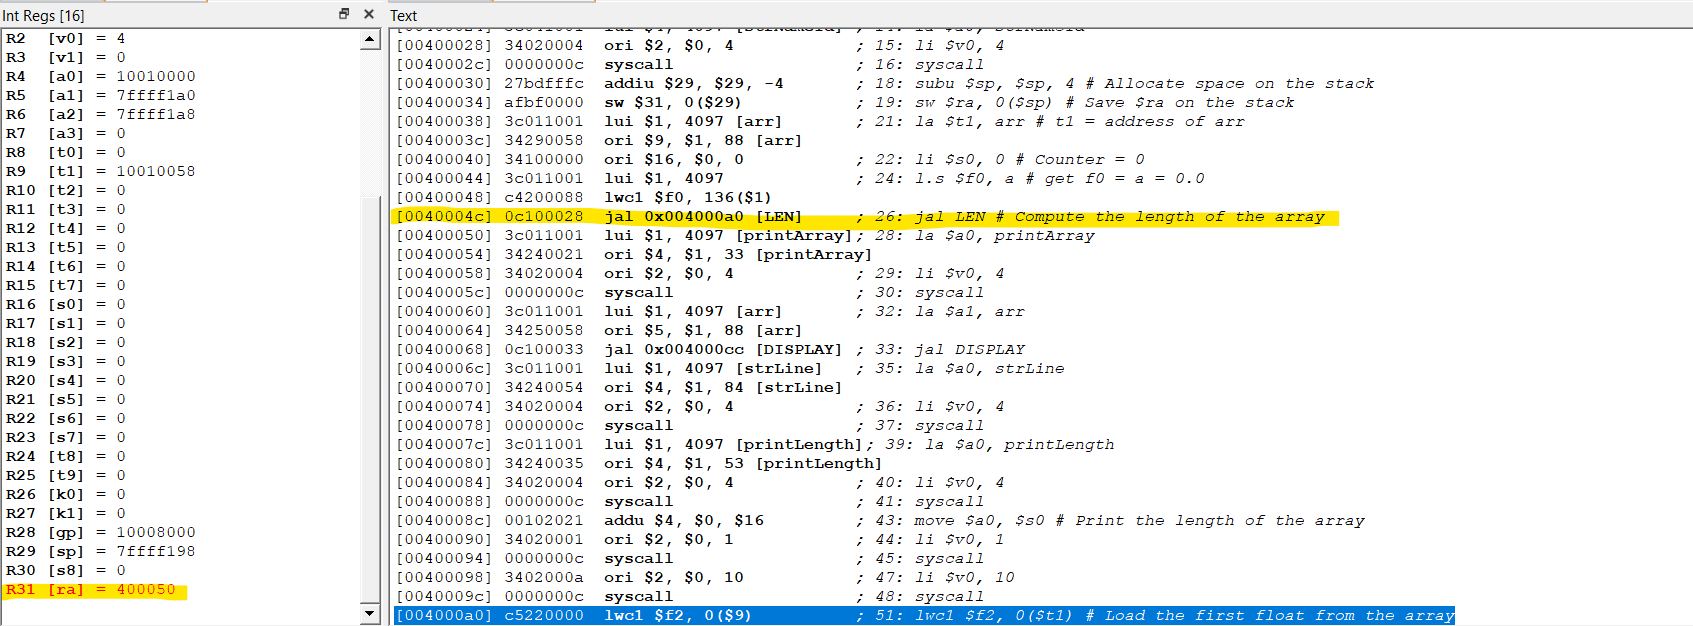 Int Regs [16]
R2 [v0] = 4
R3 [v1] = 0
R4 [a0] = 10010000
R5 [a1] = 7ffff1a0
R6 [a2] = 7ffff1a8
R7 [a3] = 0
R8 [t0] = 0
R9 [t1] = 10010058
R10 [t2] = 0
R11 [t3] = 0
R12 [t4] = 0
R13 [t5] = 0
R14 [t6] = 0
R15 [t7] = 0
R16 [s0] = 0
R17 [s1] = 0
R18 [s2] = 0
R19 [s3] = 0
R20 [s4] = 0
R21 [s5] = 0
R22 [s6] = 0
R23 [s7] = 0
R24 [t8] = 0
R25 [t9] = 0
R26 [k0] = 0
R27 [k1] = 0
R28 [gp] = 10008000
R29 [sp] = 7ffff198
R30 [s8] = 0
R31 [ra] = 400050
Text
[00400028] 34020004 ori $2, $0, 4 ; 15: li $v0, 4
[0040002c] 0000000c syscall ; 16: syscall
[00400030] 27bdfffc addiu $29, $29, -4 ; 18: subu $sp, $sp, 4 # Allocate space on the stack
[00400034] afbf0000 sw $31, 0($29) ; 19: sw $ra, 0($sp) # Save $ra on the stack
[00400038] 3c011001 lui $1, 4097 [arr] ; 21: la $t1, arr # t1 = address of arr
[0040003c] 34290058 ori $9, $1, 88 [arr]
[00400040] 34100000 ori $16, $0, 0 ; 22: li $s0, 0 # Counter = 0
[00400044] 3c011001 lui $1, 4097 ; 24: l.s $f0, a # get f0 = a = 0.0
[00400048] c4200088 lwc1 $f0, 136($1)
[0040004c] 0c100028 jal 0x004000a0 [LEN] ; 26: jal LEN # Compute the length of the array
[00400050] 3c011001 lui $1, 4097 [printArray]; 28: la $a0, printArray
[00400054] 34240021 ori $4, $1, 33 [printArray]
[00400058] 34020004 ori $2, $0, 4 ; 29: li $v0, 4
[0040005c] 0000000c syscall ; 30: syscall
[00400060] 3c011001 lui $1, 4097 [arr] ; 32: la $a1, arr
[00400064] 34250058 ori $5, $1, 88 [arr]
[00400068] 0c100033 jal 0x004000cc [DISPLAY] ; 33: jal DISPLAY
[0040006c] 3c011001 lui $1, 4097 [strLine] ; 35: la $a0, strLine
[00400070] 34240054 ori $4, $1, 84 [strLine]
[00400074] 34020004 ori $2, $0, 4 ; 36: li $v0, 4
[00400078] 0000000c syscall ; 37: syscall
[0040007c] 3c011001 lui $1, 4097 [printLength]; 39: la $a0, printLength
[00400080] 34240035 ori $4, $1, 53 [printLength]
[00400084] 34020004 ori $2, $0, 4 ; 40: li $v0, 4
[00400088] 0000000c syscall ; 41: syscall
[0040008c] 00102021 addu $4, $0, $16 ; 43: move $a0, $s0 # Print the length of the array
[00400090] 34020001 ori $2, $0, 1 ; 44: li $v0, 1
[00400094] 0000000c syscall ; 45: syscall
[00400098] 3402000a ori $2, $0, 10 ; 47: li $v0, 10
[0040009c] 0000000c syscall ; 48: syscall
[004000a0] c5220000 lwc1 $f2, 0($9) ; 51: lwc1 $f2, 0($t1) # Load the first float from the array